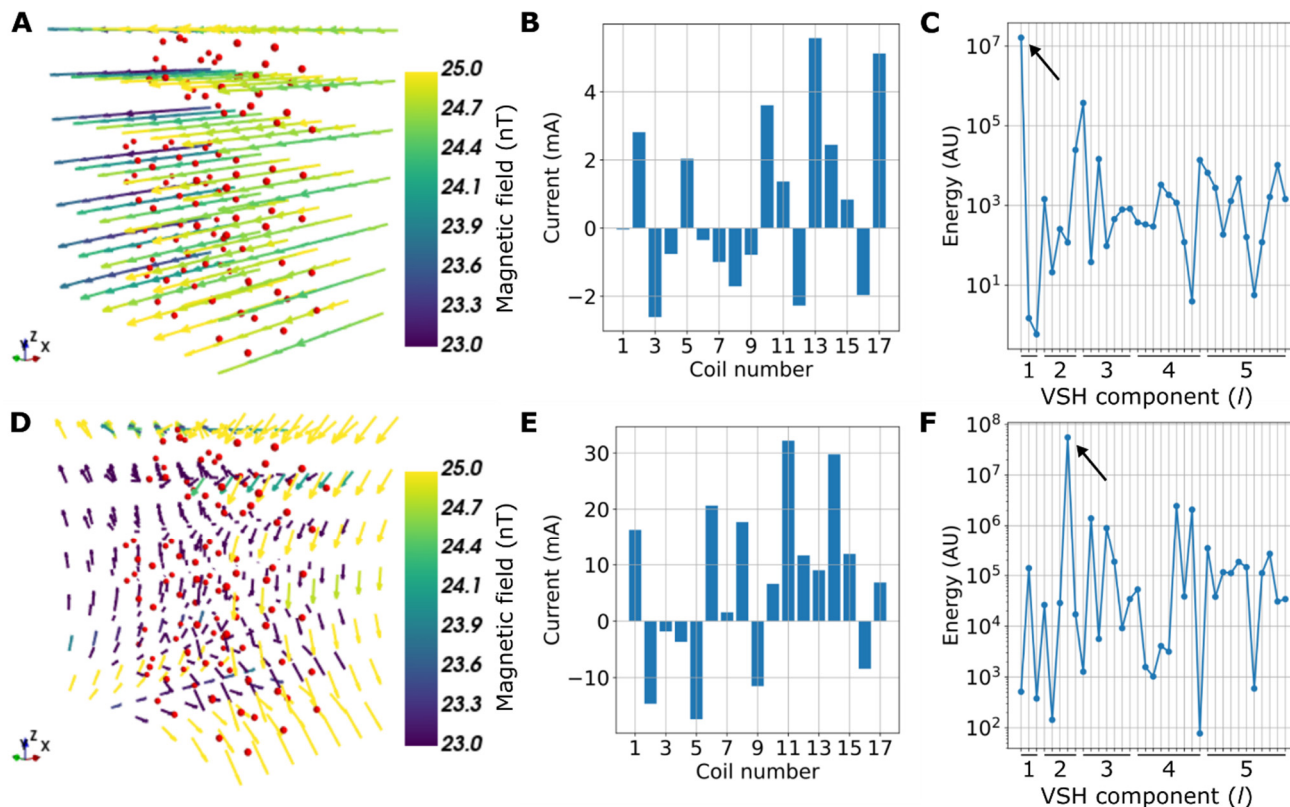 A
25.0
24.7
24.4
24.1
23.9
23.6
23.3
23.0
Magnetic field (nT)
Z
Y
X
B
4
2
0
−2
Current (mA)
1 3 5 7 9 11 13 15 17
Coil number
C
10^7
10^5
10^3
10^1
Energy (AU)
1 2 3 4 5
VSH component (l)
D
25.0
24.7
24.4
24.1
23.9
23.6
23.3
23.0
Magnetic field (nT)
Z
Y
X
E
30
20
10
0
−10
Current (mA)
1 3 5 7 9 11 13 15 17
Coil number
F
10^8
10^7
10^6
10^5
10^4
10^3
10^2
Energy (AU)
1 2 3 4 5
VSH component (l)